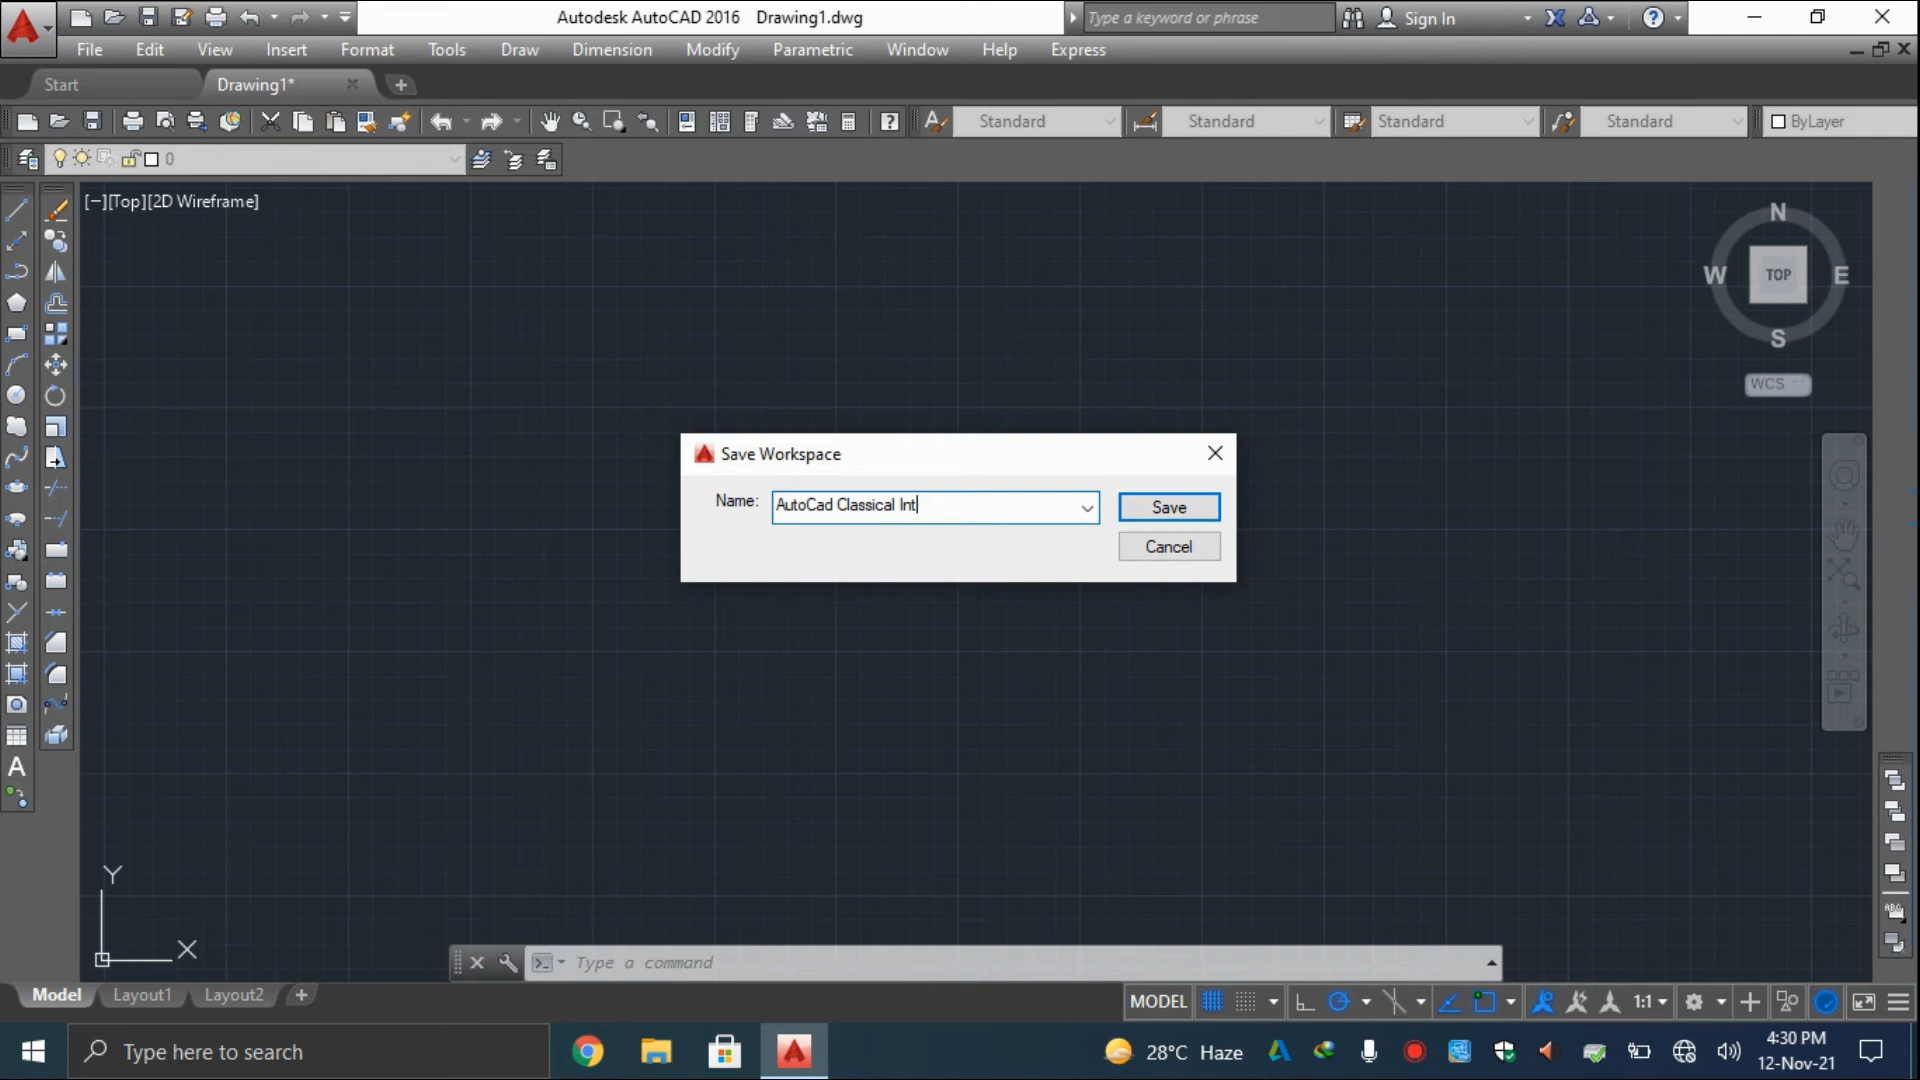 Autodesk AutoCAD 2016 Drawing1.dwg
Type a keyword or phrase
Sign In
File Edit View Insert Format Tools Draw Dimension Modify Parametric Window Help Express
Start Drawing1*
Standard Standard Standard Standard ByLayer
0
[−][Top][2D Wireframe]
N
W TOP E
S
WCS
Save Workspace
Name: AutoCad Classical Int Save
Cancel
A
ABC
Y
X
Type a command
Model Layout1 Layout2 +
MODEL 1:1
Type here to search
28°C Haze
4:30 PM
12-Nov-21